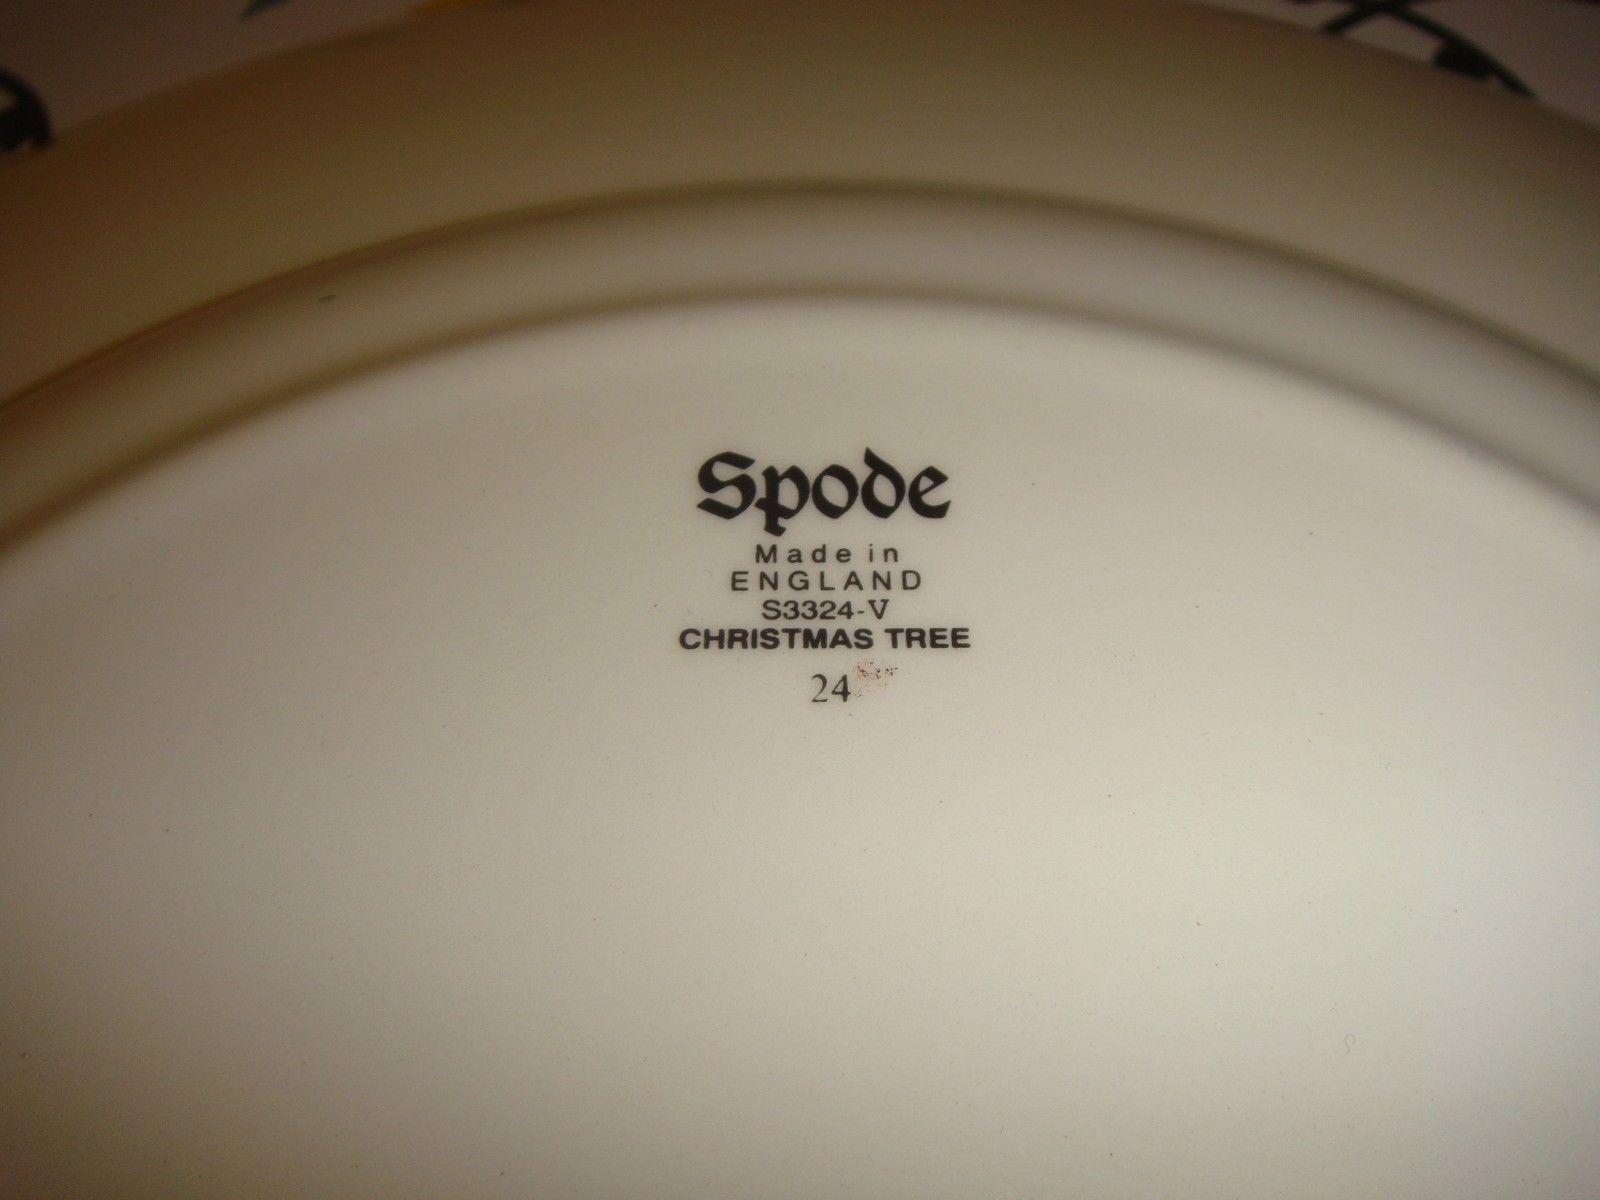 Spode
Made in
ENGLAND
S3324-V
CHRISTMAS TREE
24